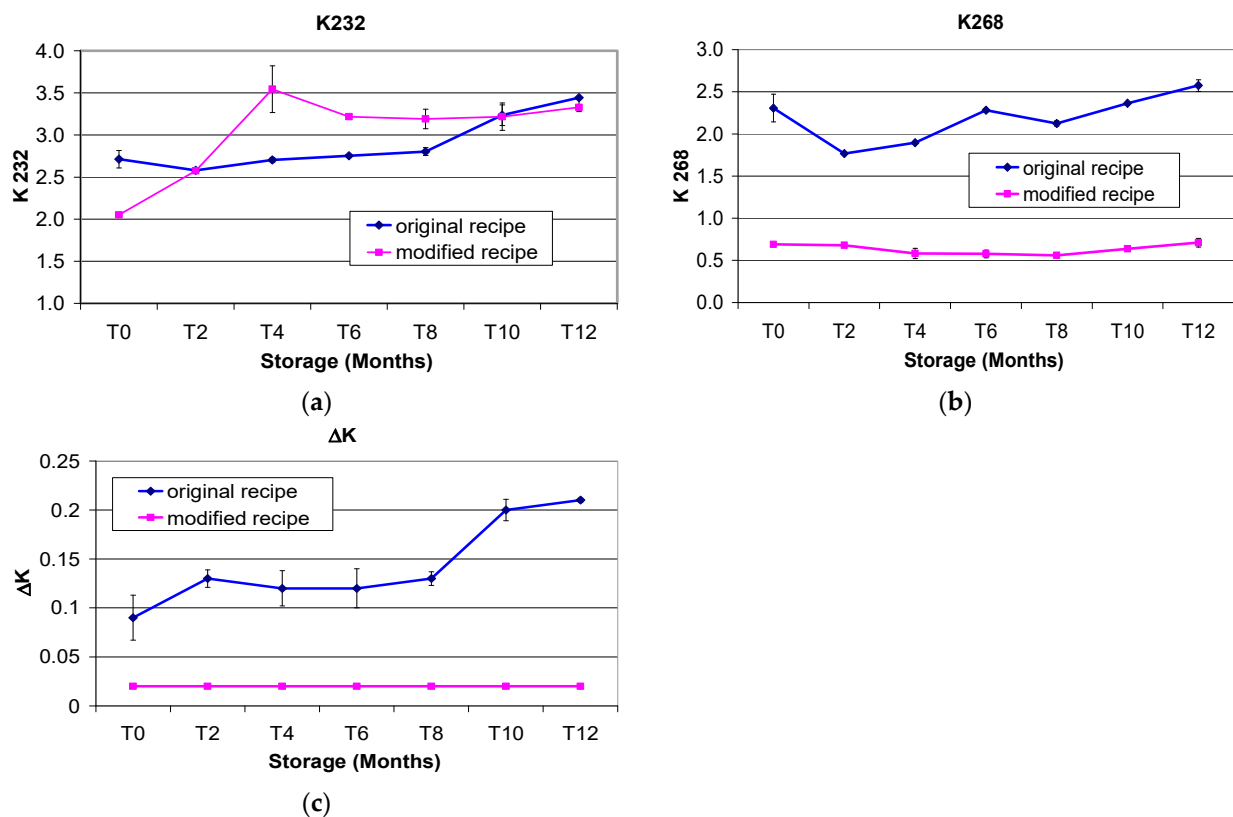 K232
4.0
3.5
3.0
2.5
2.0
1.5
1.0
K 232
original recipe
modified recipe
T0 T2 T4 T6 T8 T10 T12
Storage (Months)
(a)
K268
3.0
2.5
2.0
1.5
1.0
0.5
0.0
K 268
original recipe
modified recipe
T0 T2 T4 T6 T8 T10 T12
Storage (Months)
(b)
ΔK
0.25
0.2
0.15
0.1
0.05
0
ΔK
original recipe
modified recipe
T0 T2 T4 T6 T8 T10 T12
Storage (Months)
(c)